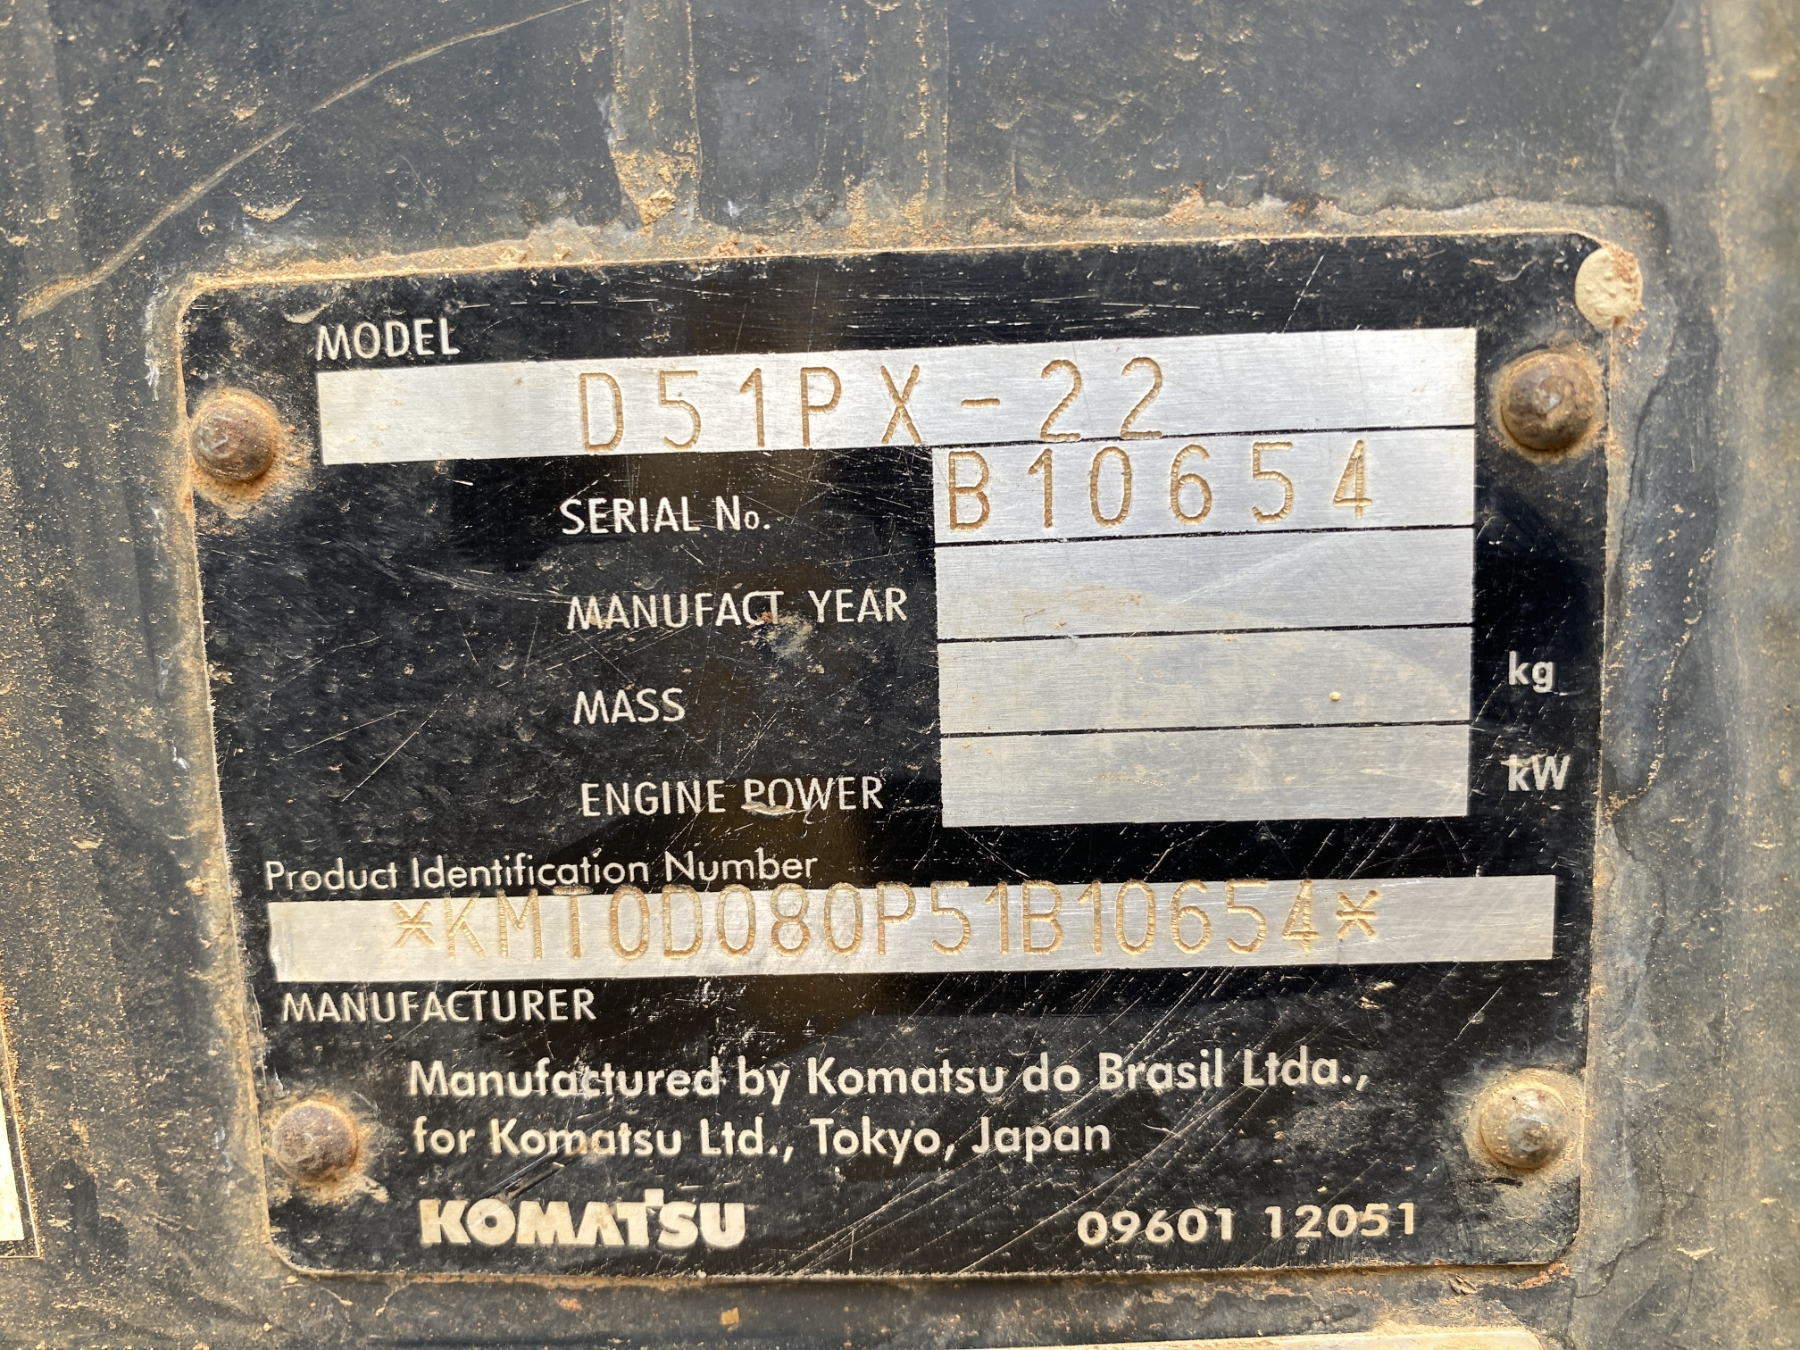 MODEL
D51PX-22
SERIAL No. B10654
MANUFACT YEAR
MASS kg
ENGINE POWER kW
Product Identification Number
*KMT0D080P51B10654*
MANUFACTURER
Manufactured by Komatsu do Brasil Ltda.,
for Komatsu Ltd., Tokyo, Japan
KOMATSU 09601 12051